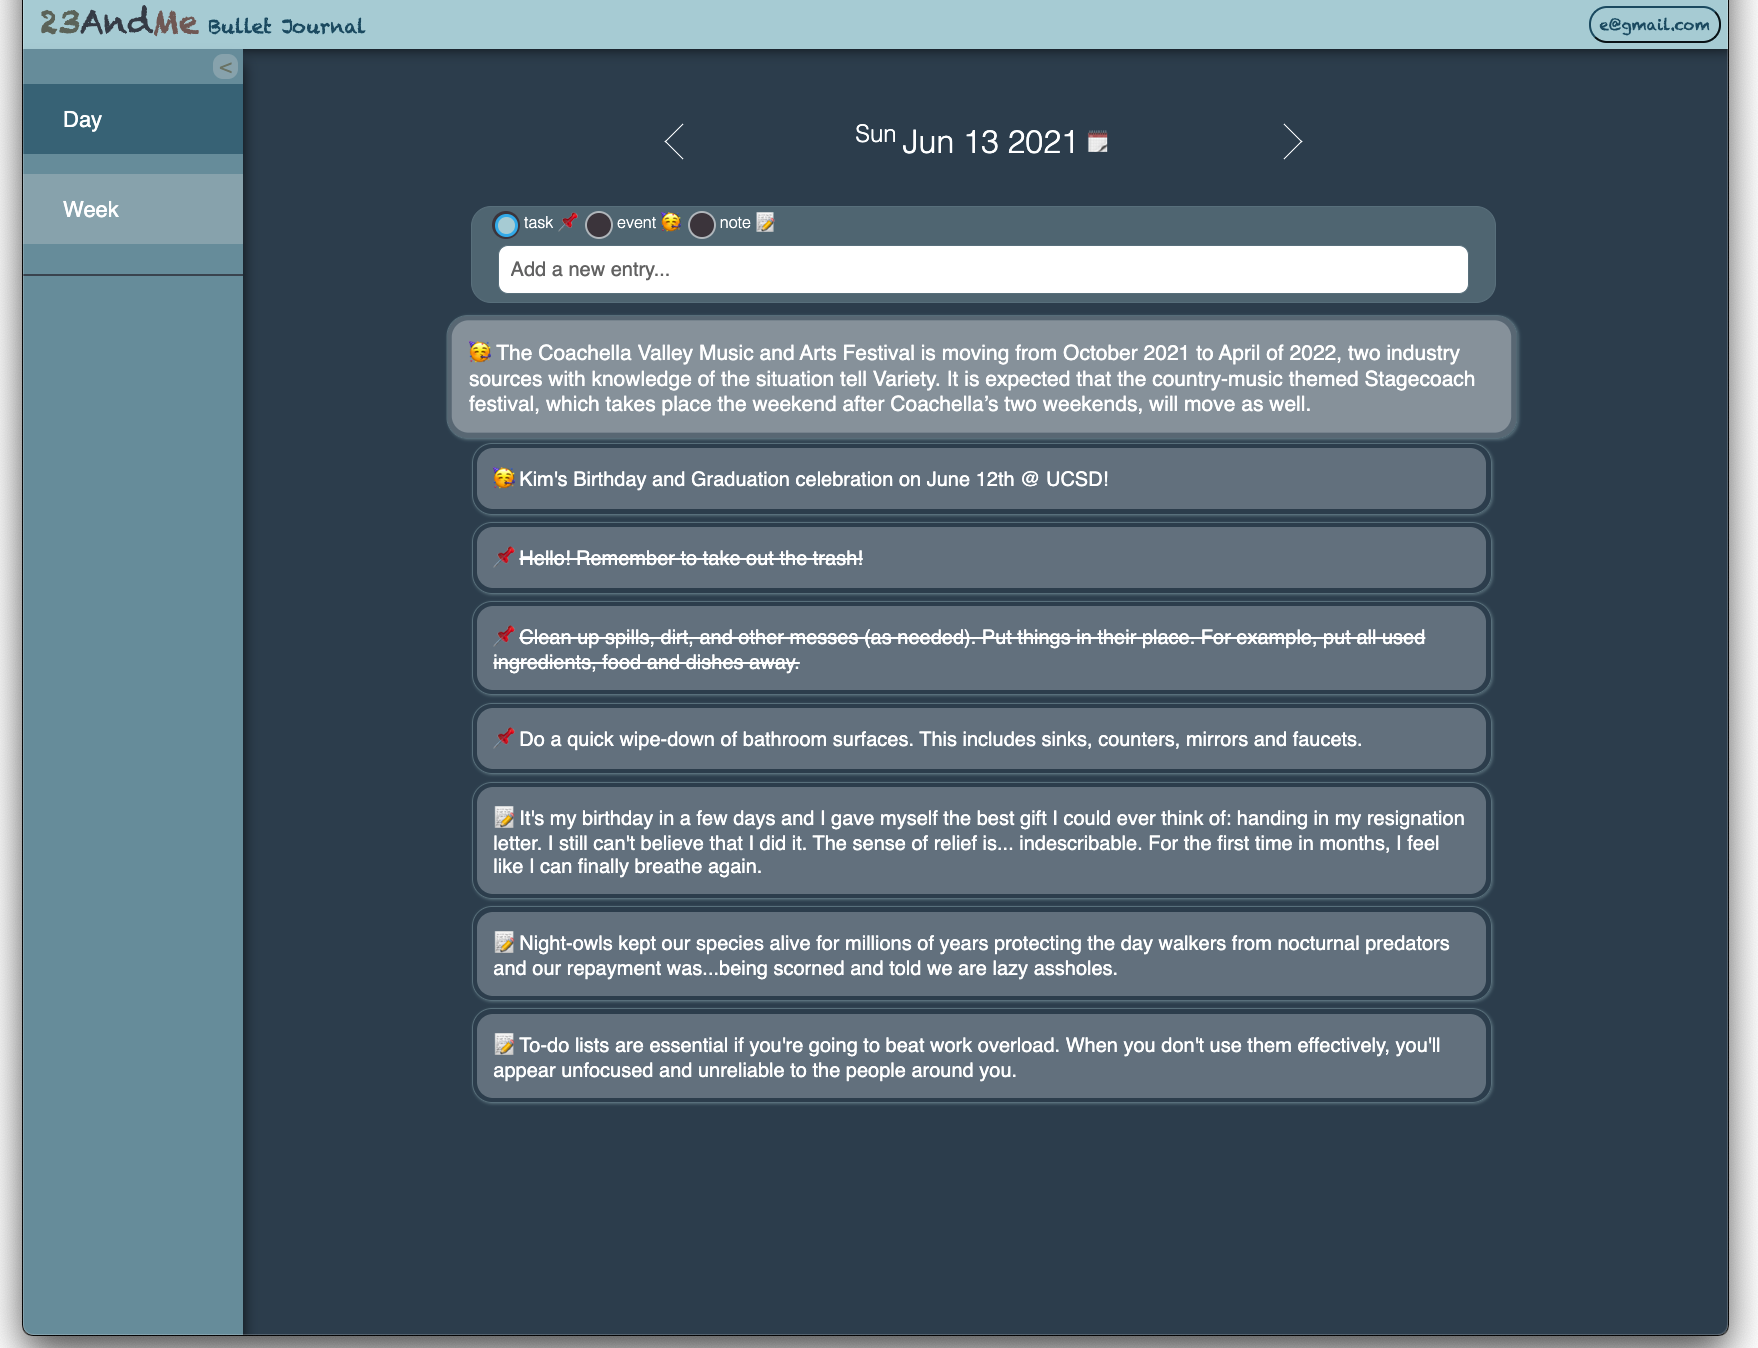 23AndMe Bullet Journal
e@gmail.com
<
Day
Week
Sun Jun 13 2021
task event note
Add a new entry...
The Coachella Valley Music and Arts Festival is moving from October 2021 to April of 2022, two industry
sources with knowledge of the situation tell Variety. It is expected that the country-music themed Stagecoach
festival, which takes place the weekend after Coachella’s two weekends, will move as well.
Kim's Birthday and Graduation celebration on June 12th @ UCSD!
Hello! Remember to take out the trash!
Clean up spills, dirt, and other messes (as needed). Put things in their place. For example, put all used
ingredients, food and dishes away.
Do a quick wipe-down of bathroom surfaces. This includes sinks, counters, mirrors and faucets.
It's my birthday in a few days and I gave myself the best gift I could ever think of: handing in my resignation
letter. I still can't believe that I did it. The sense of relief is... indescribable. For the first time in months, I feel
like I can finally breathe again.
Night-owls kept our species alive for millions of years protecting the day walkers from nocturnal predators
and our repayment was...being scorned and told we are lazy assholes.
To-do lists are essential if you're going to beat work overload. When you don't use them effectively, you'll
appear unfocused and unreliable to the people around you.